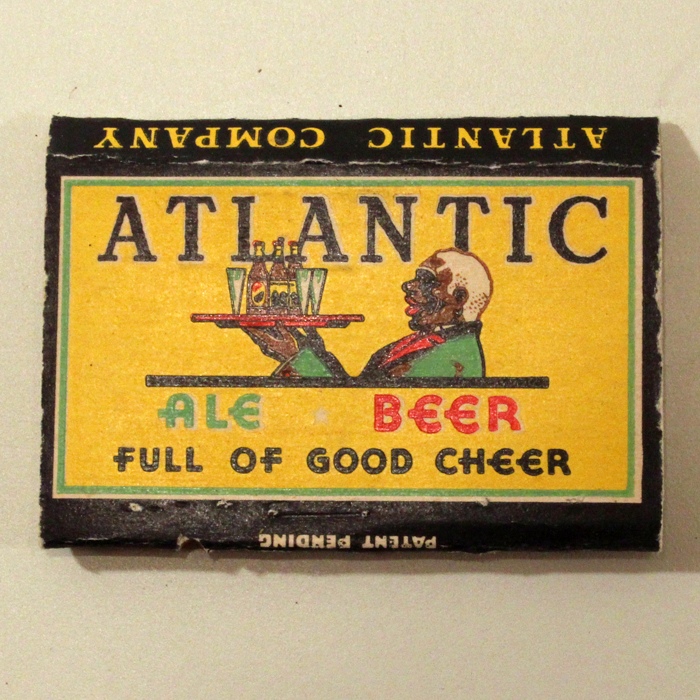 ATLANTIC COMPANY
ATLANTIC
ALE BEER
FULL OF GOOD CHEER
PATENT PENDING